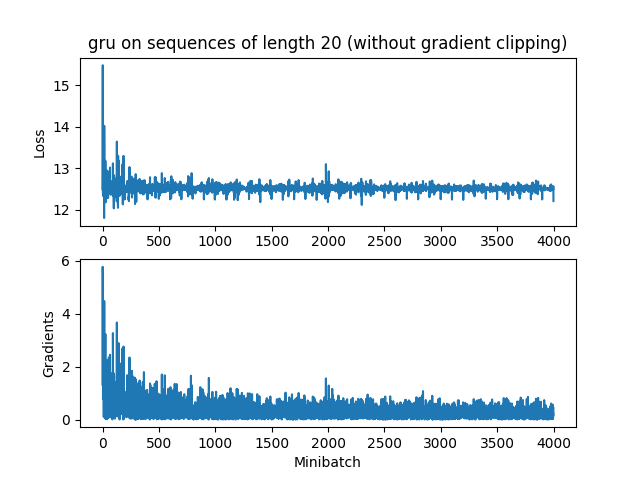 gru on sequences of length 20 (without gradient clipping)
15
14
13
12
Loss
0 500 1000 1500 2000 2500 3000 3500 4000
6
4
2
0
Gradients
0 500 1000 1500 2000 2500 3000 3500 4000
Minibatch